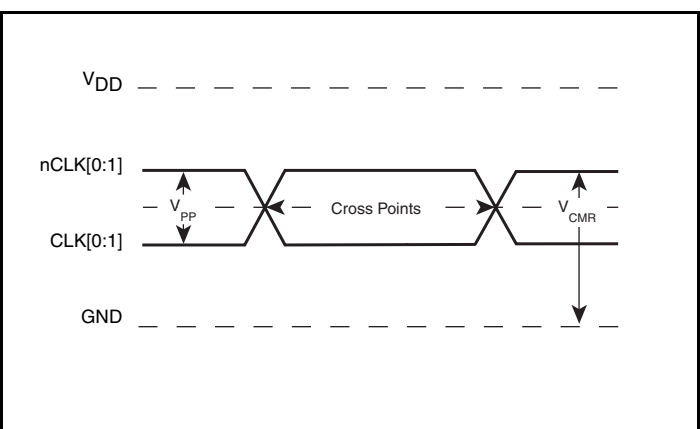 VDD
nCLK[0:1]
VPP
Cross Points
VCMR
CLK[0:1]
GND